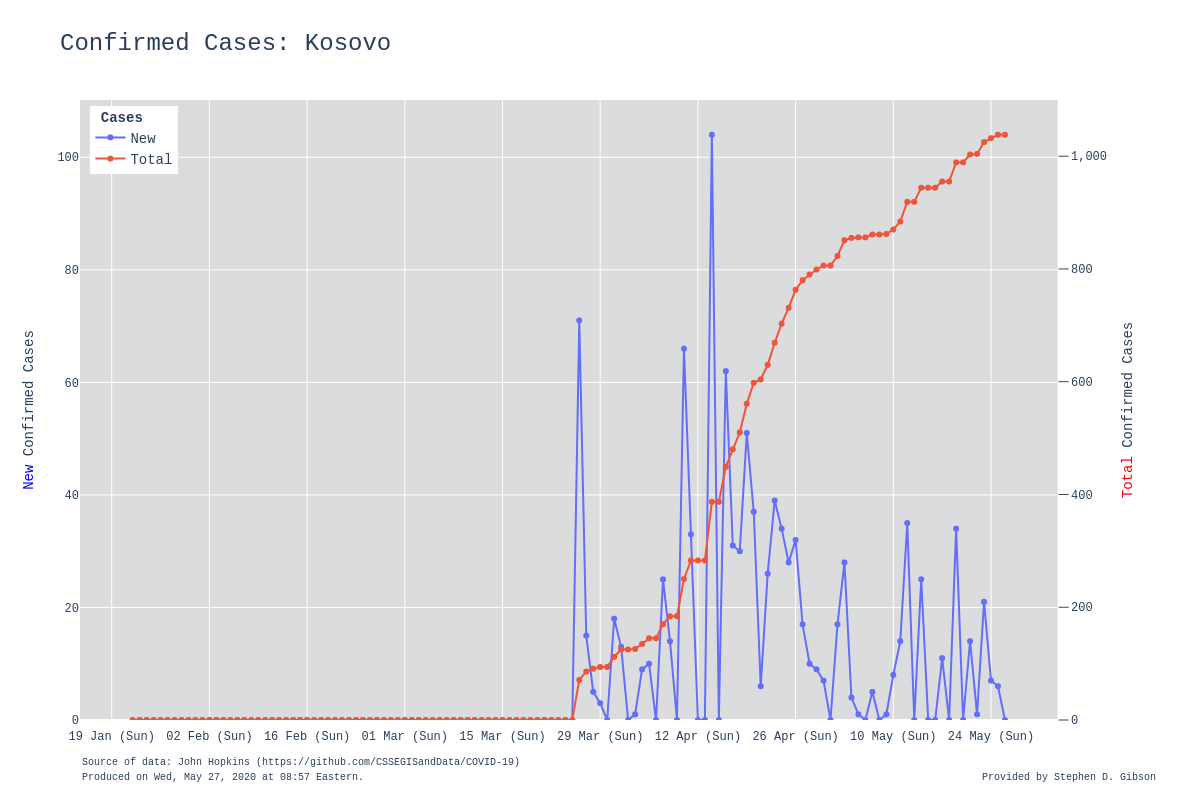 Confirmed Cases: Kosovo
Cases
New
Total
100
80
60
40
20
0
1,000
800
600
400
200
0
New Confirmed Cases
Total Confirmed Cases
19 Jan (Sun) 02 Feb (Sun) 16 Feb (Sun) 01 Mar (Sun) 15 Mar (Sun) 29 Mar (Sun) 12 Apr (Sun) 26 Apr (Sun) 10 May (Sun) 24 May (Sun)
Source of data: John Hopkins (https://github.com/CSSEGISandData/COVID-19)
Produced on Wed, May 27, 2020 at 08:57 Eastern.
Provided by Stephen D. Gibson